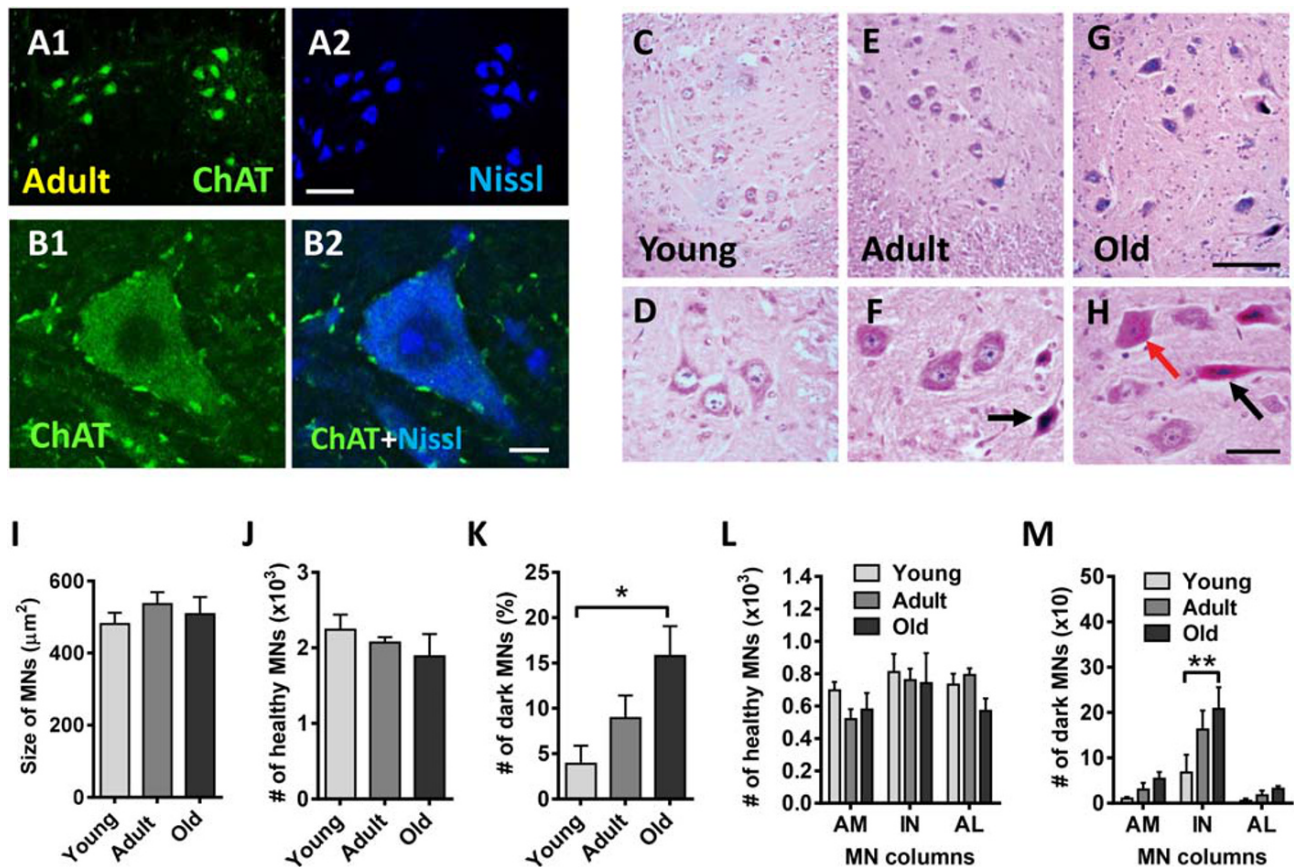 A1
Adult
ChAT
A2
Nissl
B1
ChAT
B2
ChAT+Nissl
C
Young
E
Adult
G
Old
D
F
H
I
Size of MNs (μm²)
600
400
200
0
Young
Adult
Old
J
# of healthy MNs (x10³)
3
2
1
0
Young
Adult
Old
K
# of dark MNs (%)
25
20
15
10
5
0
*
Young
Adult
Old
L
# of healthy MNs (x10³)
1.4
1.2
1.0
0.8
0.6
0.4
0.2
0.0
Young
Adult
Old
AM
IN
AL
MN columns
M
# of dark MNs (x10)
50
40
30
20
10
0
Young
Adult
Old
**
AM
IN
AL
MN columns